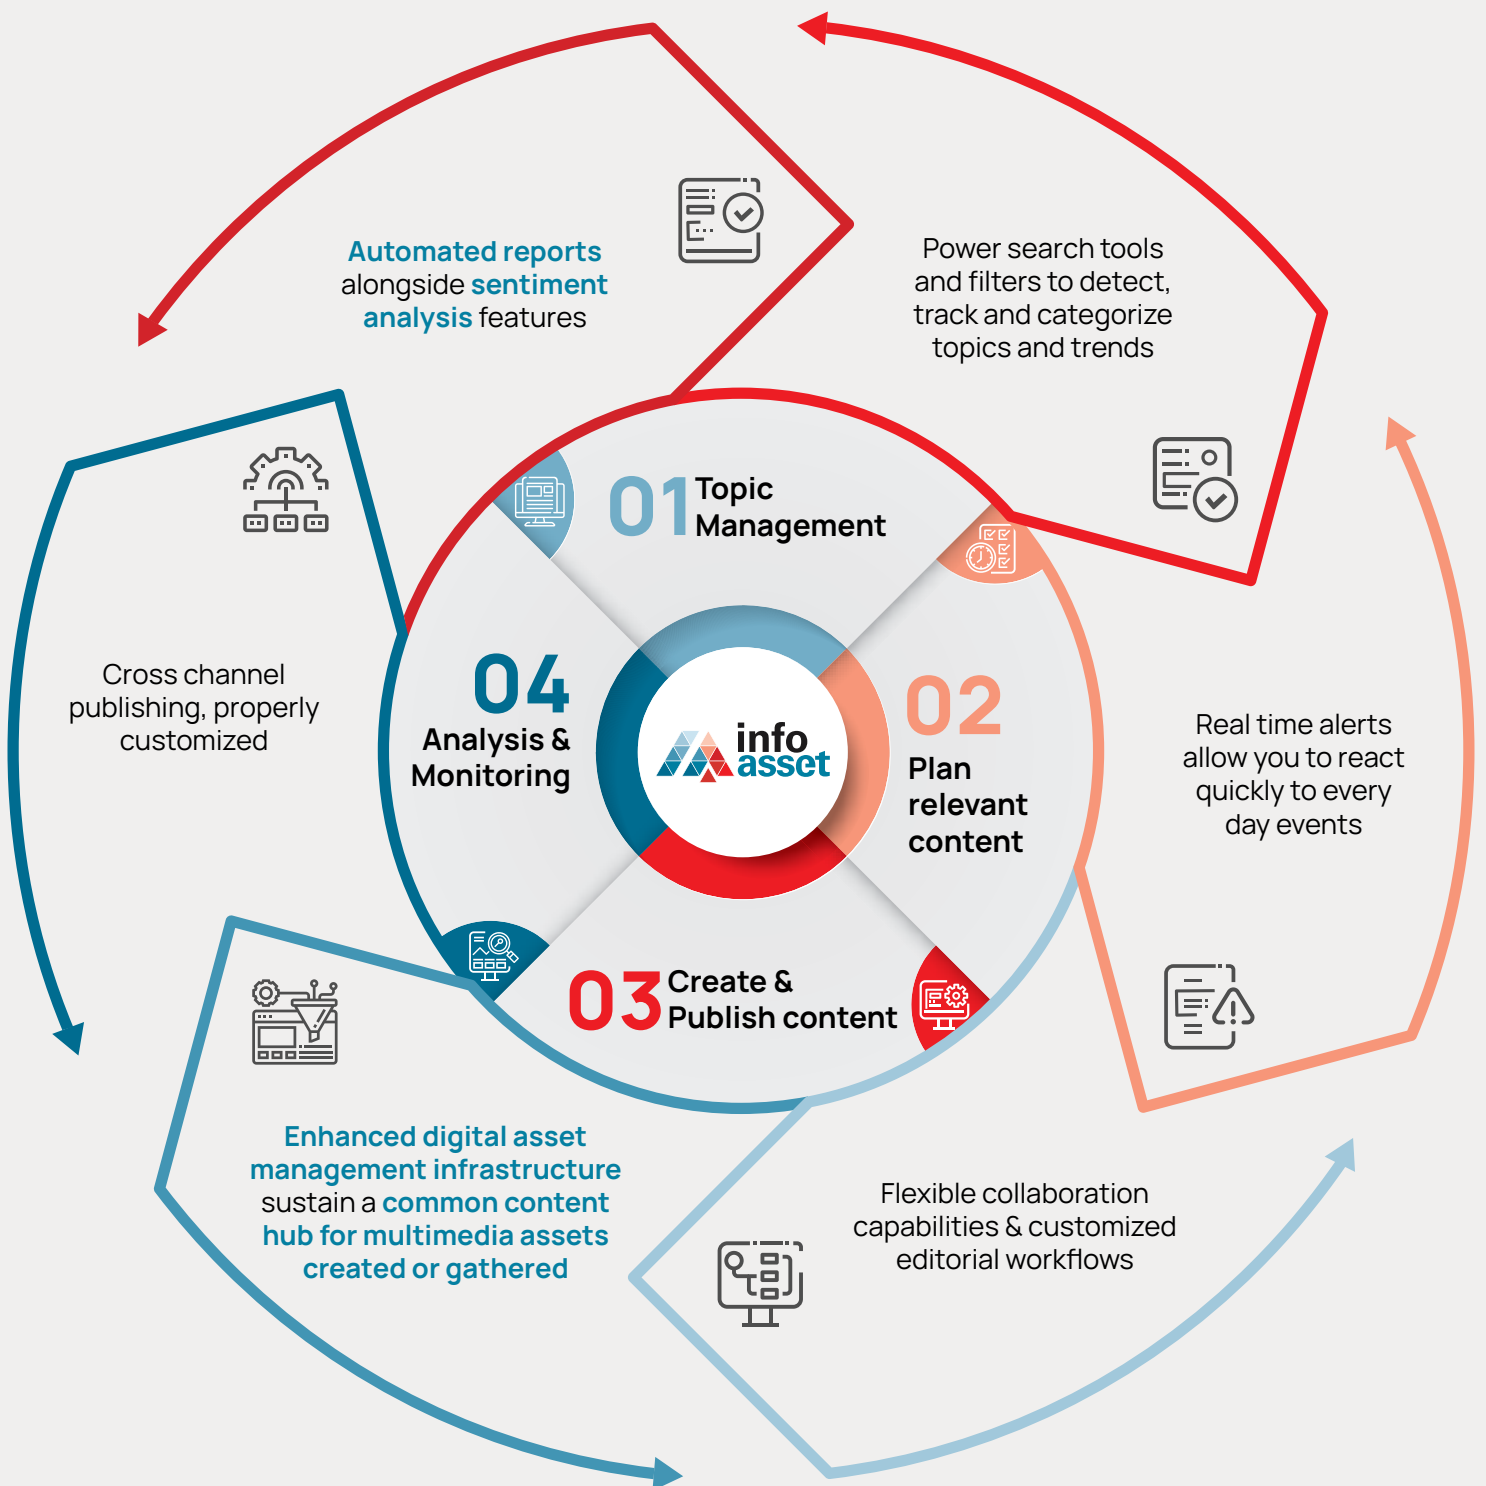 Automated reports
alongside sentiment
analysis features
Power search tools
and filters to detect,
track and categorize
topics and trends
01 Topic
Management
04
Analysis &
Monitoring
info
asset
02
Plan
relevant
content
03 Create &
Publish content
Cross channel
publishing, properly
customized
Real time alerts
allow you to react
quickly to every
day events
Enhanced digital asset
management infrastructure
sustain a common content
hub for multimedia assets
created or gathered
Flexible collaboration
capabilities & customized
editorial workflows